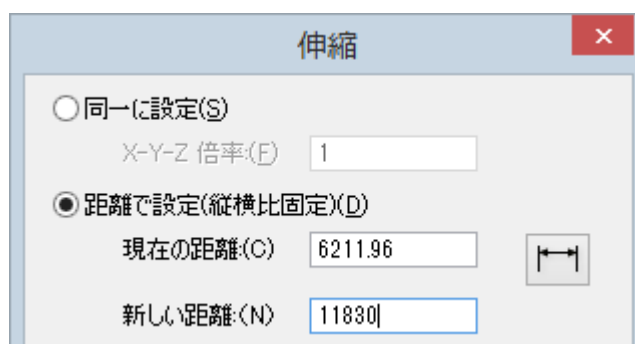 伸縮
同一に設定(S)
X-Y-Z 倍率:(F) 1
距離で設定(縦横比固定)(D)
現在の距離:(C) 6211.96
新しい距離:(N) 11830